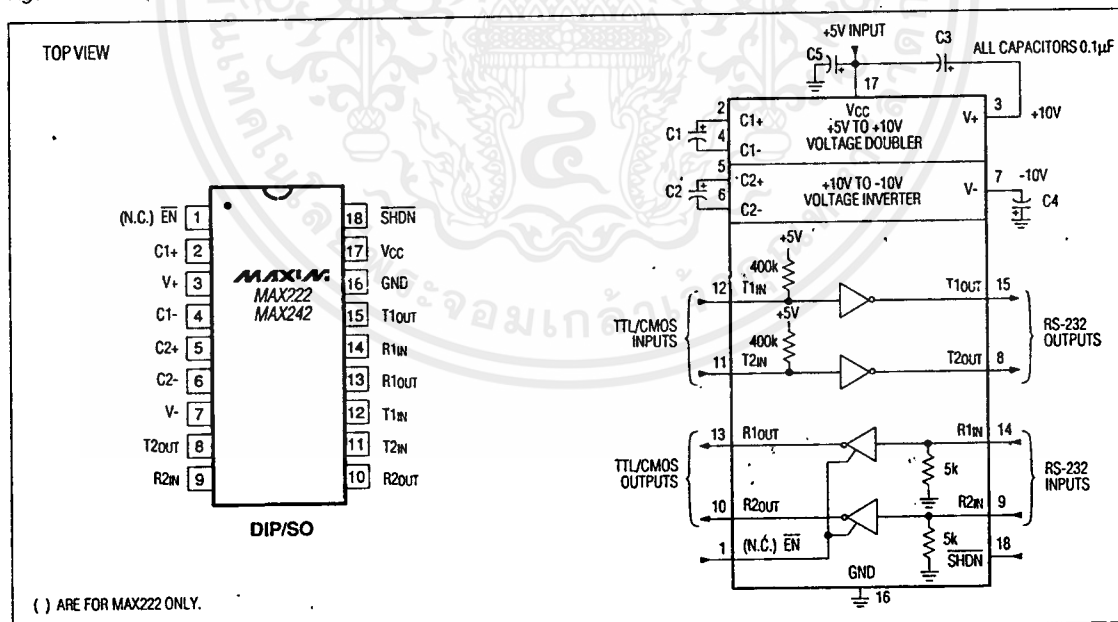 TOP VIEW
(N.C.) EN 1
C1+ 2
V+ 3
C1- 4
C2+ 5
C2- 6
V- 7
T2OUT 8
R2IN 9
18 SHDN
17 VCC
16 GND
15 T1OUT
14 R1IN
13 R1OUT
12 T1IN
11 T2IN
10 R2OUT
MAXIM
MAX222
MAX242
DIP/SO
( ) ARE FOR MAX222 ONLY.
+5V INPUT
C3
ALL CAPACITORS 0.1µF
C5
17
VCC
+5V TO +10V
VOLTAGE DOUBLER
2
C1+
C1
4
C1-
V+
3
+10V
5
C2+
C2
6
C2-
+10V TO -10V
VOLTAGE INVERTER
V-
7
-10V
C4
+5V
400k
12
T1IN
T1OUT
15
+5V
400k
11
T2IN
T2OUT
8
TTL/CMOS
INPUTS
RS-232
OUTPUTS
13
R1OUT
R1IN
14
5k
10
R2OUT
R2IN
9
5k
TTL/CMOS
OUTPUTS
RS-232
INPUTS
1
(N.C.) EN
SHDN
18
GND
16